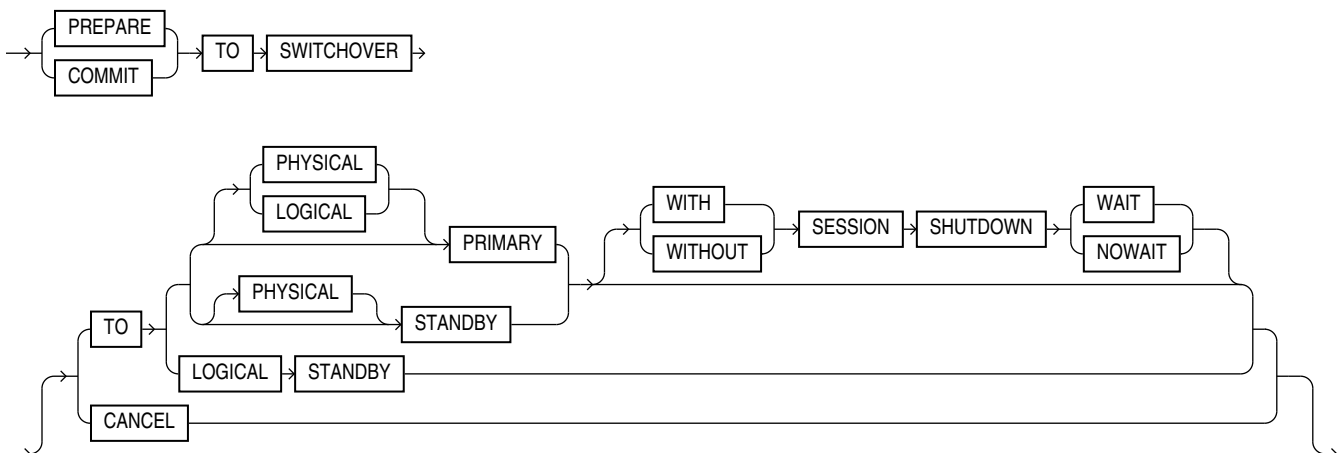 PREPARE
COMMIT
TO SWITCHOVER
PHYSICAL
LOGICAL
PRIMARY
WITH
WITHOUT
SESSION SHUTDOWN
WAIT
NOWAIT
PHYSICAL
STANDBY
TO
LOGICAL STANDBY
CANCEL